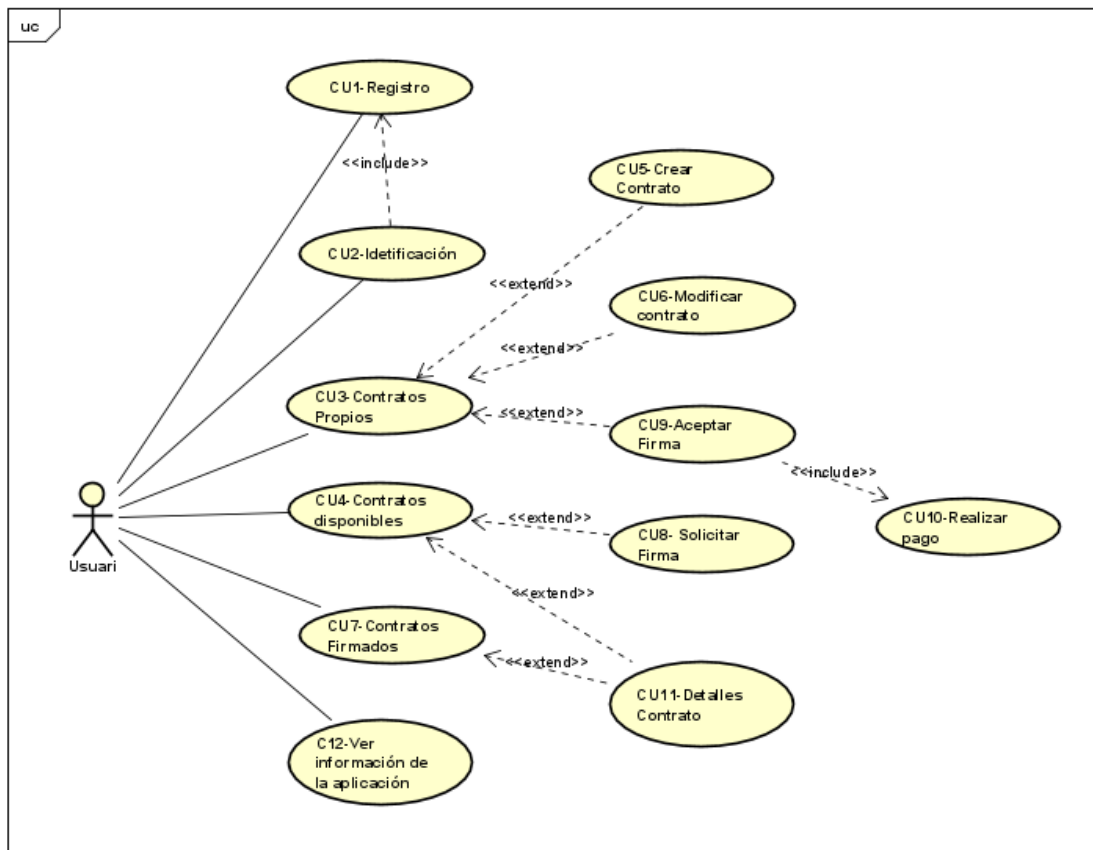 uc
CU1-Registro
<<include>>
CU5-Crear
Contrato
CU2-Idetificación
<<extend>>
CU6-Modificar
contrato
<<extend>>
CU3-Contratos
Propios
<<extend>>
CU9-Aceptar
Firma
<<include>>
CU10-Realizar
pago
CU4-Contratos
disponibles
<<extend>>
CU8- Solicitar
Firma
Usuari
<<extend>>
CU7-Contratos
Firmados
<<extend>>
CU11-Detalles
Contrato
C12-Ver
información de
la aplicación